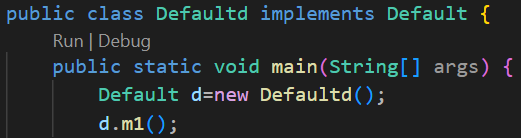 public class Defaultd implements Default {
Run | Debug
public static void main(String[] args) {
Default d=new Defaultd();
d.m1();